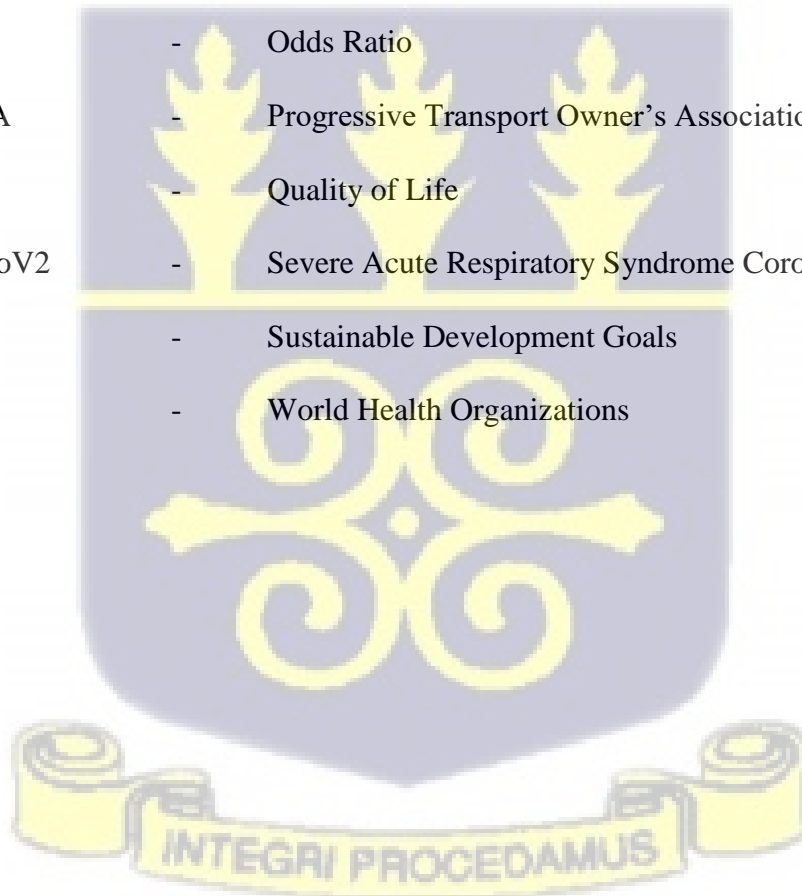 - Odds Ratio
A - Progressive Transport Owner's Associatio
- Quality of Life
oV2 - Severe Acute Respiratory Syndrome Coro
- Sustainable Development Goals
- World Health Organizations
INTEGRI PROCEDAMUS